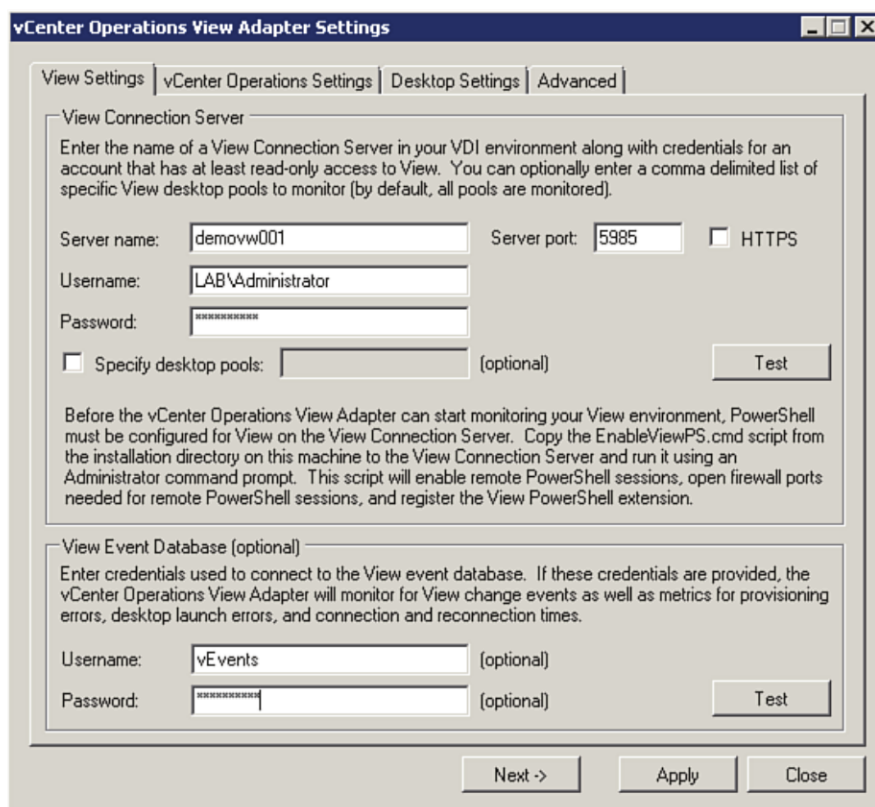 vCenter Operations View Adapter Settings
View Settings vCenter Operations Settings Desktop Settings Advanced
View Connection Server
Enter the name of a View Connection Server in your VDI environment along with credentials for an
account that has at least read-only access to View. You can optionally enter a comma delimited list of
specific View desktop pools to monitor (by default, all pools are monitored).
Server name: demovw001 Server port: 5985 HTTPS
Username: LAB\Administrator
Password: **********
Specify desktop pools: (optional) Test
Before the vCenter Operations View Adapter can start monitoring your View environment, PowerShell
must be configured for View on the View Connection Server. Copy the EnableViewPS.cmd script from
the installation directory on this machine to the View Connection Server and run it using an
Administrator command prompt. This script will enable remote PowerShell sessions, open firewall ports
needed for remote PowerShell sessions, and register the View PowerShell extension.
View Event Database (optional)
Enter credentials used to connect to the View event database. If these credentials are provided, the
vCenter Operations View Adapter will monitor for View change events as well as metrics for provisioning
errors, desktop launch errors, and connection and reconnection times.
Username: vEvents (optional)
Password: ********** (optional) Test
Next -> Apply Close